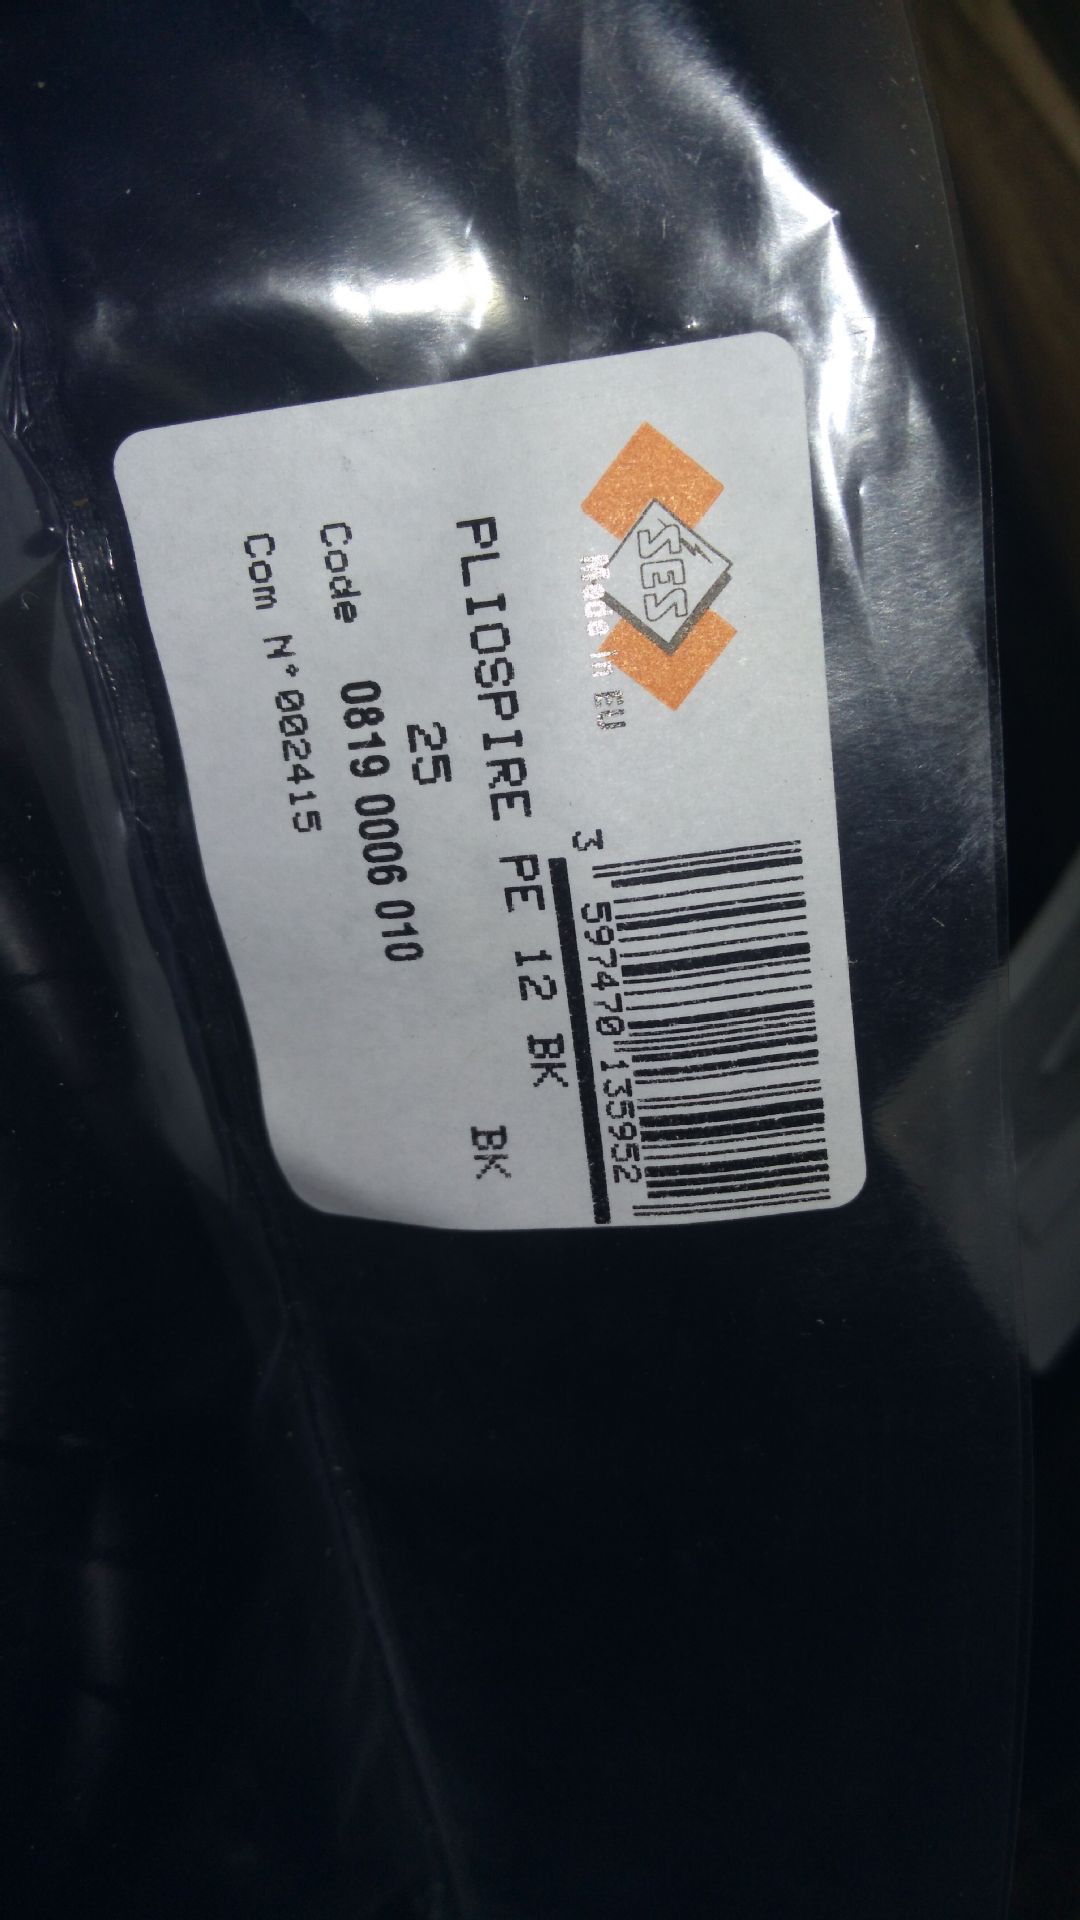 SES
Made in EU
3 597470 135952
PLIOSPIRE PE 12 BK BK
25
Code 0819 0006 010
Com N°002415